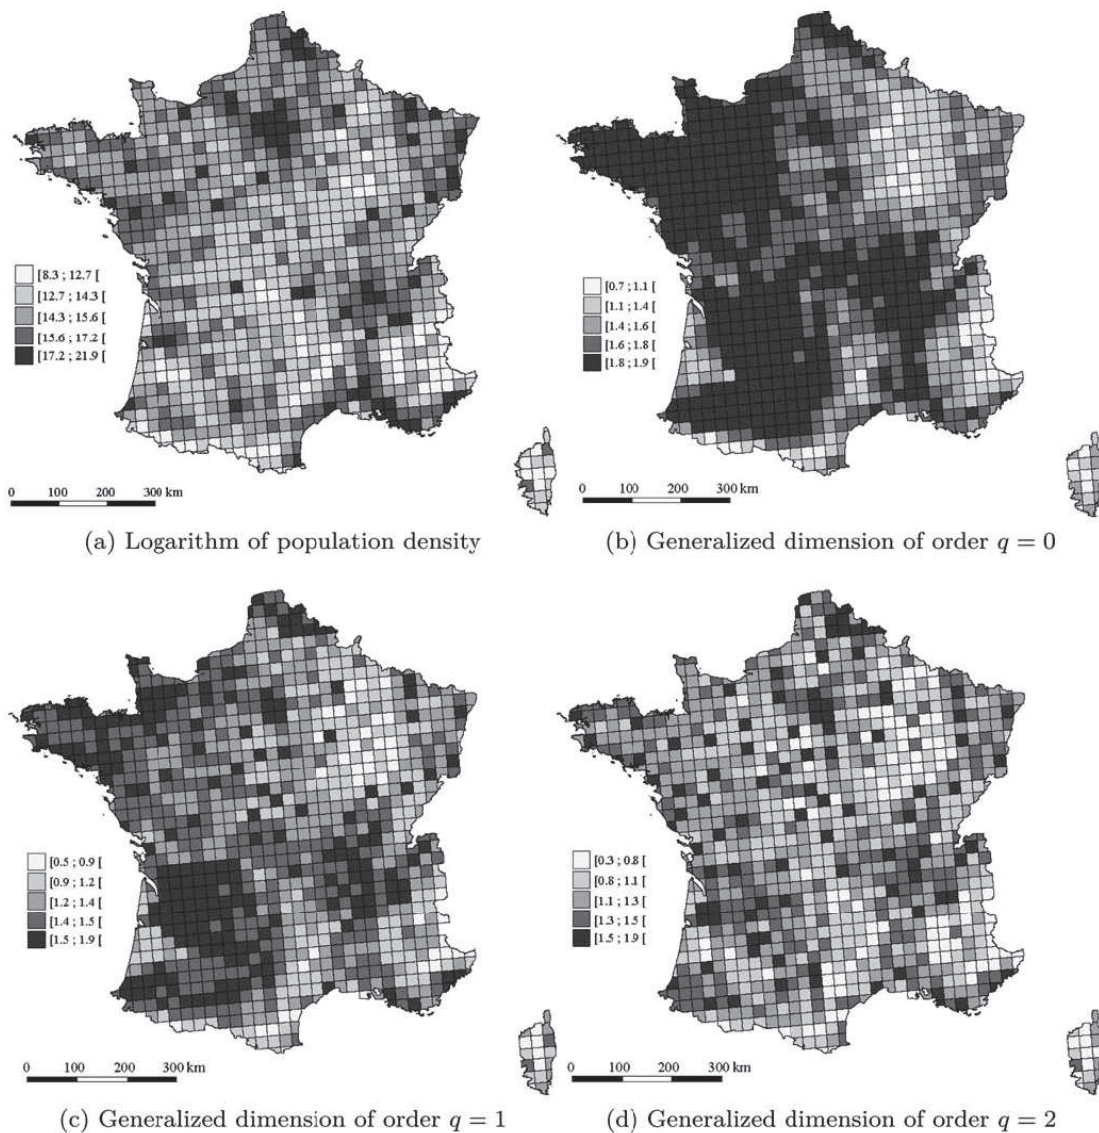 [8.3 ; 12.7 [
[12.7 ; 14.3 [
[14.3 ; 15.6 [
[15.6 ; 17.2 [
[17.2 ; 21.9 [
0 100 200 300 km
(a) Logarithm of population density
[0.7 ; 1.1 [
[1.1 ; 1.4 [
[1.4 ; 1.6 [
[1.6 ; 1.8 [
[1.8 ; 1.9 [
0 100 200 300 km
(b) Generalized dimension of order q = 0
[0.5 ; 0.9 [
[0.9 ; 1.2 [
[1.2 ; 1.4 [
[1.4 ; 1.5 [
[1.5 ; 1.9 [
0 100 200 300 km
(c) Generalized dimension of order q = 1
[0.3 ; 0.8 [
[0.8 ; 1.1 [
[1.1 ; 1.3 [
[1.3 ; 1.5 [
[1.5 ; 1.9 [
0 100 200 300 km
(d) Generalized dimension of order q = 2